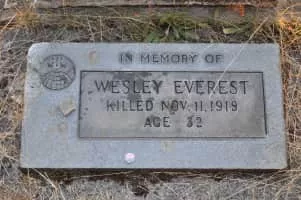 IN MEMORY OF
WESLEY EVEREST
KILLED NOV. 11, 1919
AGE 32